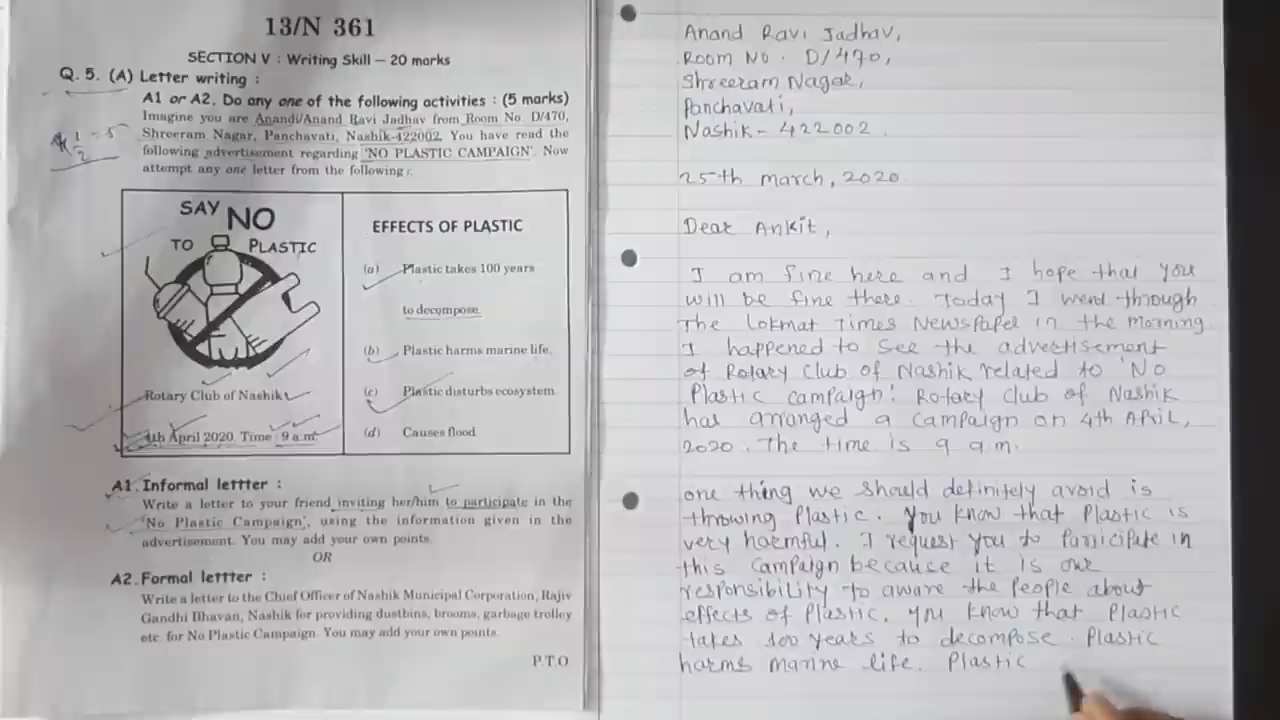 13/N 361
SECTION V : Writing Skill – 20 marks
Q. 5. (A) Letter writing :
A1 or A2. Do any one of the following activities : (5 marks)
Imagine you are Anandi/Anand Ravi Jadhav from Room No. D/470,
Shreeram Nagar, Panchavati, Nashik-422002. You have read the
following advertisement regarding 'NO PLASTIC CAMPAIGN'. Now
attempt any one letter from the following :
SAY NO
TO PLASTIC
Rotary Club of Nashik
4th April 2020. Time : 9 a.m.
EFFECTS OF PLASTIC
(a) Plastic takes 100 years
to decompose.
(b) Plastic harms marine life.
(c) Plastic disturbs ecosystem.
(d) Causes flood.
A1. Informal lettter :
Write a letter to your friend inviting her/him to participate in the
'No Plastic Campaign', using the information given in the
advertisement. You may add your own points.
OR
A2. Formal lettter :
Write a letter to the Chief Officer of Nashik Municipal Corporation, Rajiv
Gandhi Bhavan, Nashik for providing dustbins, brooms, garbage trolley
etc. for No Plastic Campaign. You may add your own points.
P.T.O
Anand Ravi Jadhav,
Room No. D/470,
Shreeram Nagar,
Panchavati,
Nashik - 422002.
25th march, 2020
Dear Ankit,
I am fine here and I hope that you
will be fine there. Today I went through
The Lokmat Times Newspaper in the morning
I happened to see the advertisement
of Rotary Club of Nashik related to 'No
Plastic campaign'. Rotary Club of Nashik
has arranged a campaign on 4th April,
2020. The time is 9 a.m.
one thing we should definitely avoid is
throwing Plastic. You know that Plastic is
very harmful. I request you to Participate in
this campaign because it is our
responsibility to aware the People about
effects of Plastic. You know that Plastic
takes 100 years to decompose. Plastic
harms marine life. Plastic